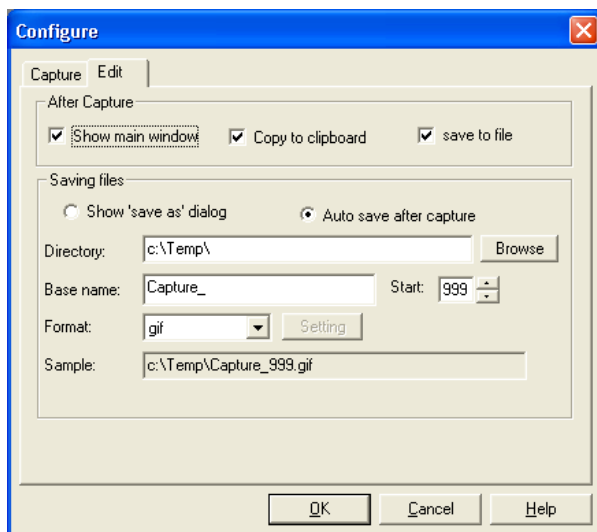 Configure
Capture Edit
After Capture
Show main window Copy to clipboard save to file
Saving files
Show 'save as' dialog Auto save after capture
Directory: c:\Temp\ Browse
Base name: Capture_ Start: 999
Format: gif Setting
Sample: c:\Temp\Capture_999.gif
OK Cancel Help